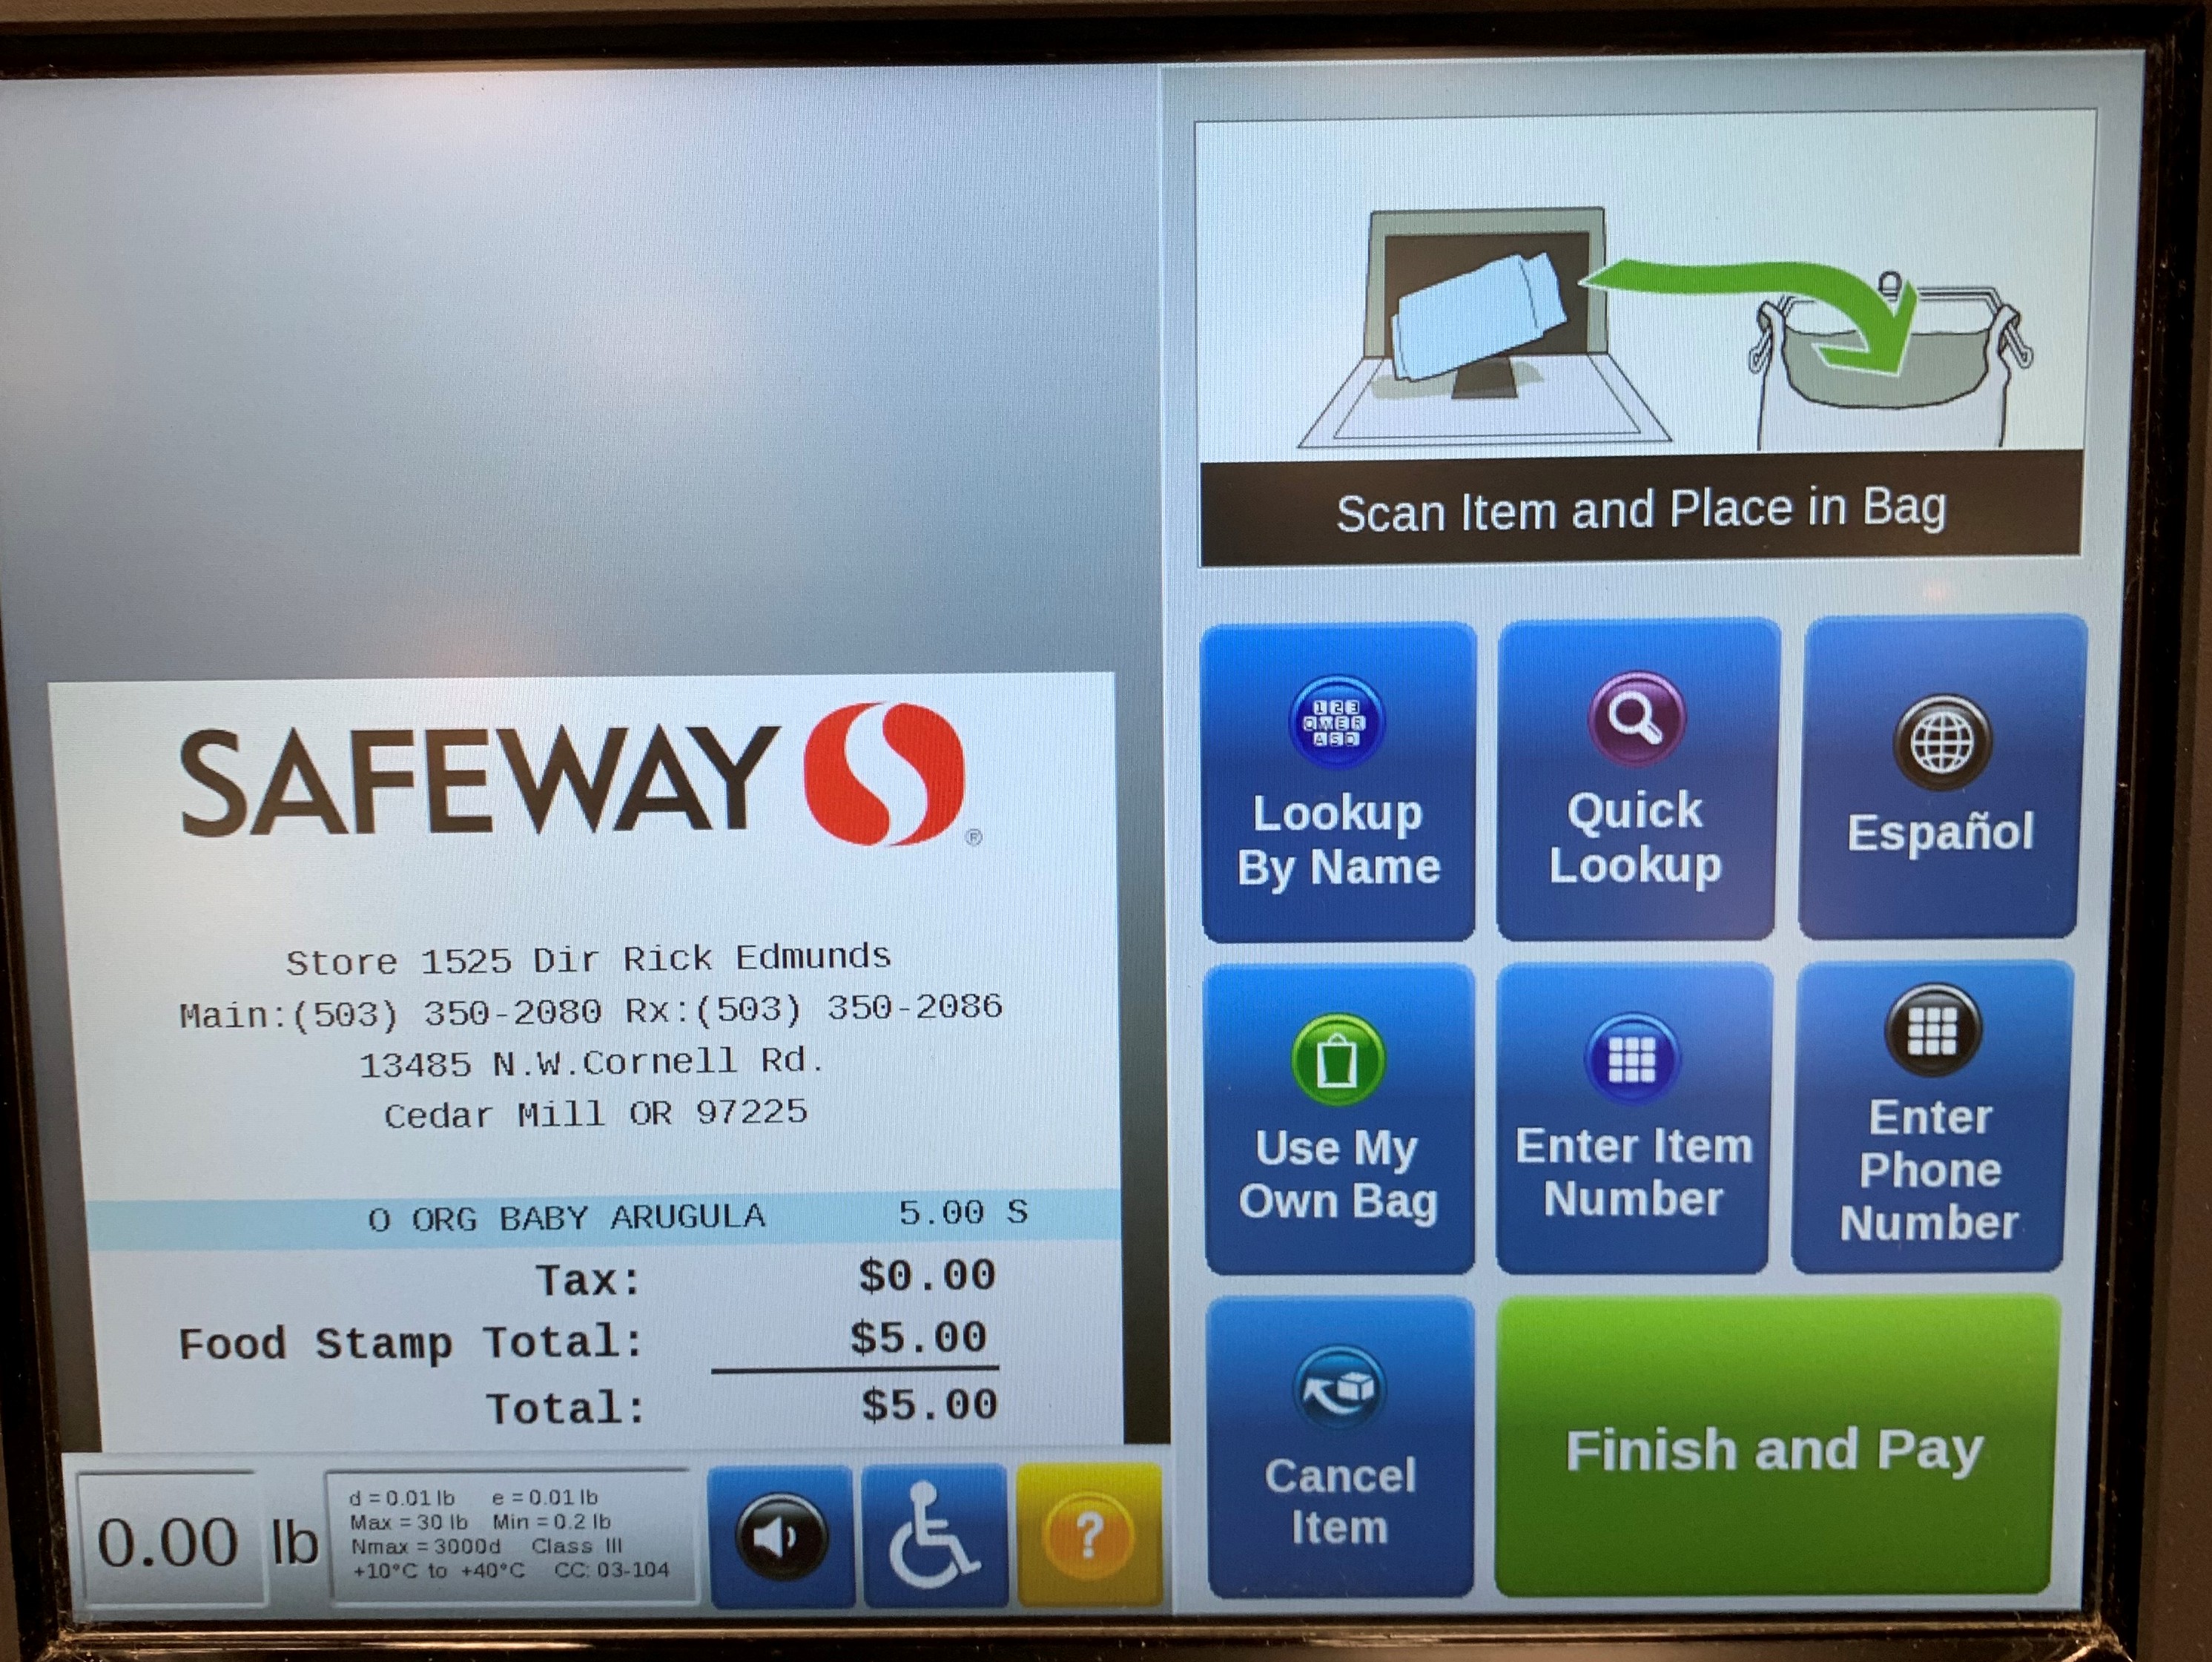 Scan Item and Place in Bag
SAFEWAY ®
Store 1525 Dir Rick Edmunds
Main:(503) 350-2080 Rx:(503) 350-2086
13485 N.W.Cornell Rd.
Cedar Mill OR 97225
O ORG BABY ARUGULA 5.00 S
Tax: $0.00
Food Stamp Total: $5.00
Total: $5.00
0.00 lb
d = 0.01 lb e = 0.01 lb
Max = 30 lb Min = 0.2 lb
Nmax = 3000d Class III
+10°C to +40°C CC: 03-104
?
1 2 3
Q W E R
A S D
Lookup
By Name
Quick
Lookup
Español
Use My
Own Bag
Enter Item
Number
Enter
Phone
Number
Cancel
Item
Finish and Pay